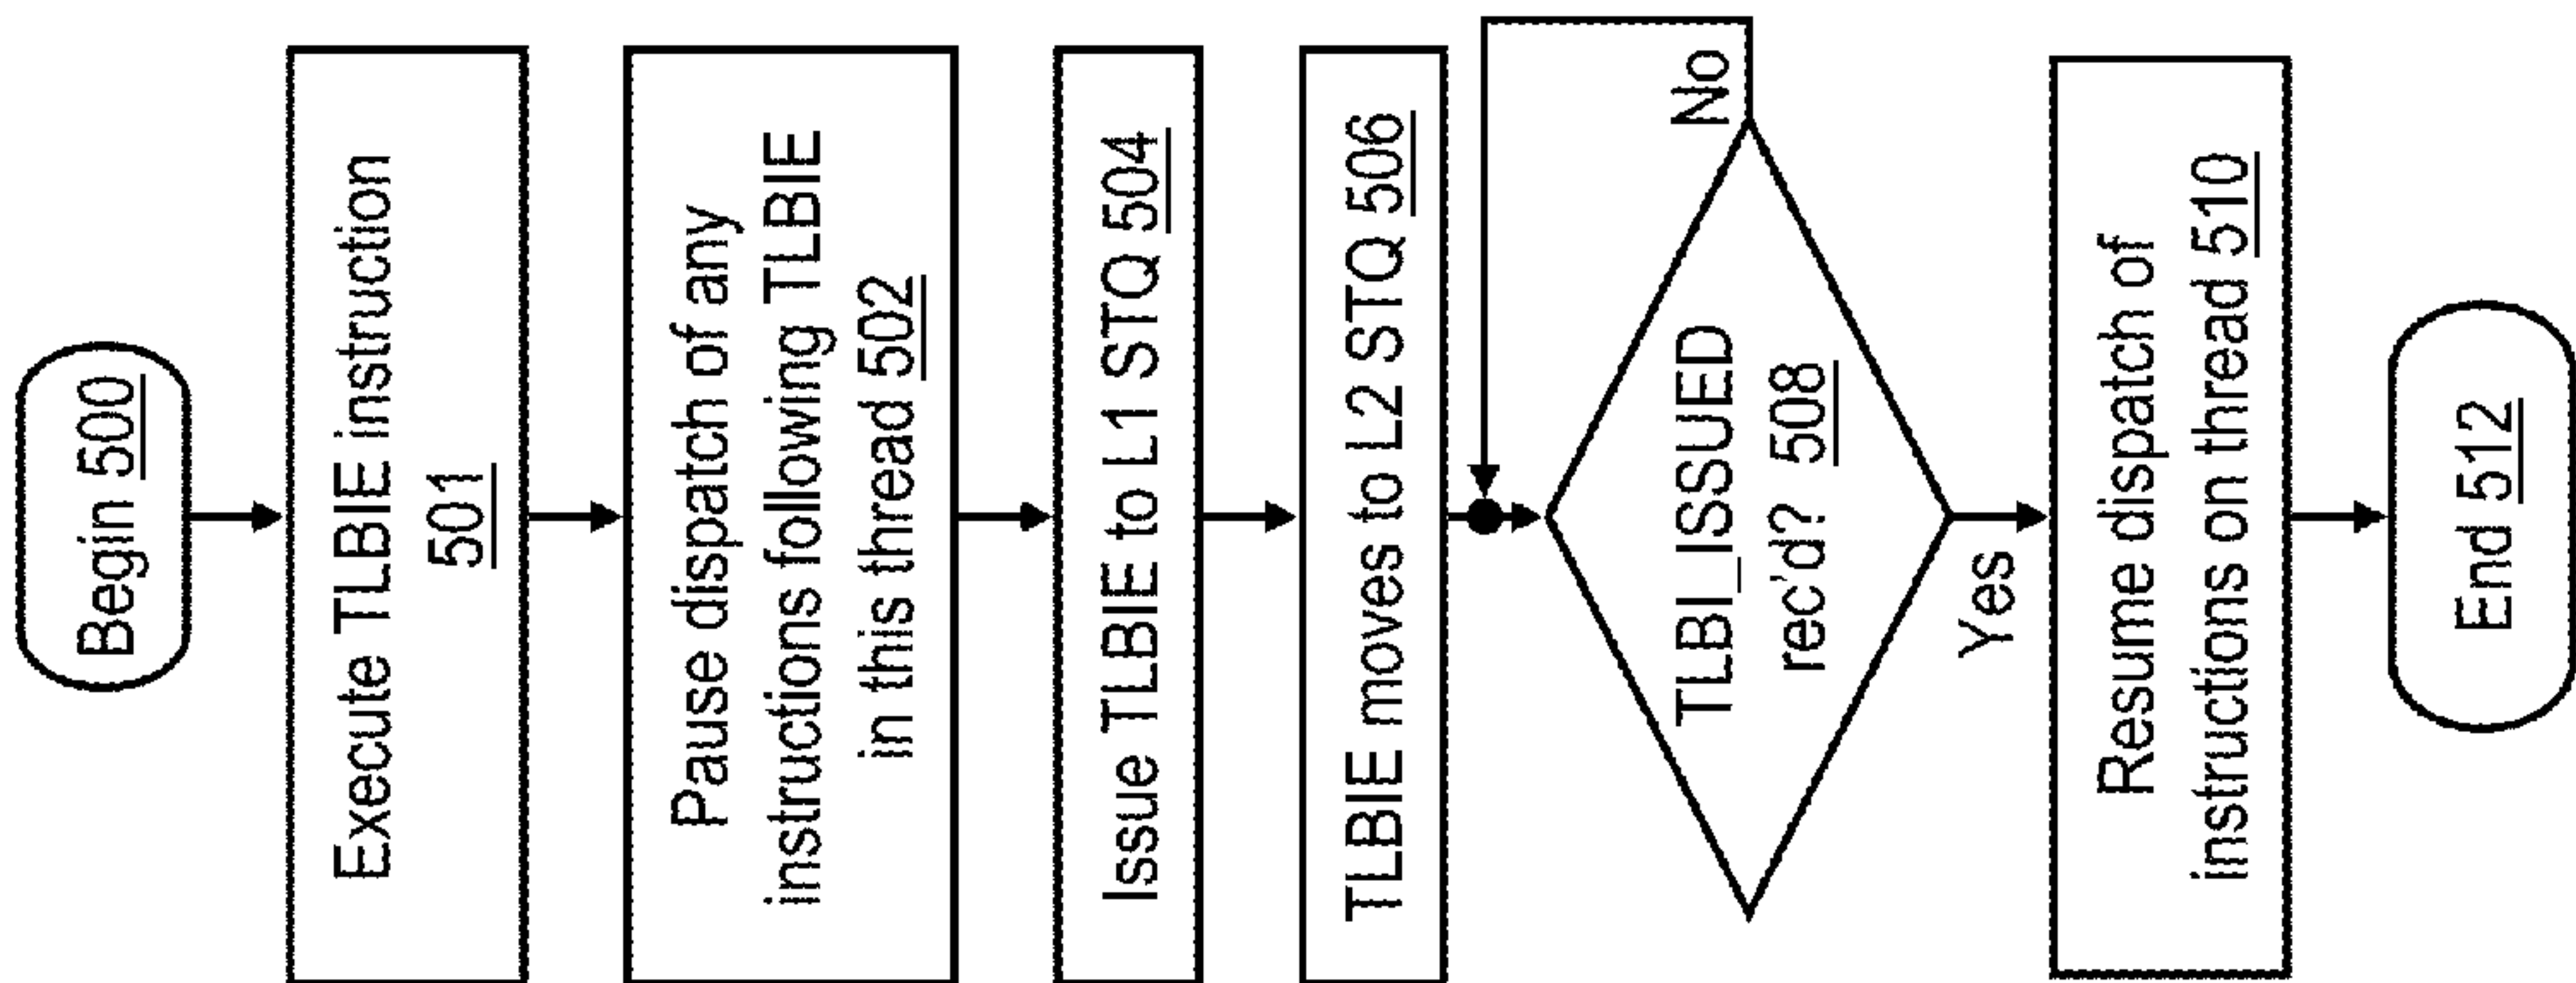 Begin 500
Execute TLBIE instruction
501
Pause dispatch of any
instructions following TLBIE
in this thread 502
Issue TLBIE to L1 STQ 504
TLBIE moves to L2 STQ 506
TLBI_ISSUED
rec'd? 508
No
Yes
Resume dispatch of
instructions on thread 510
End 512